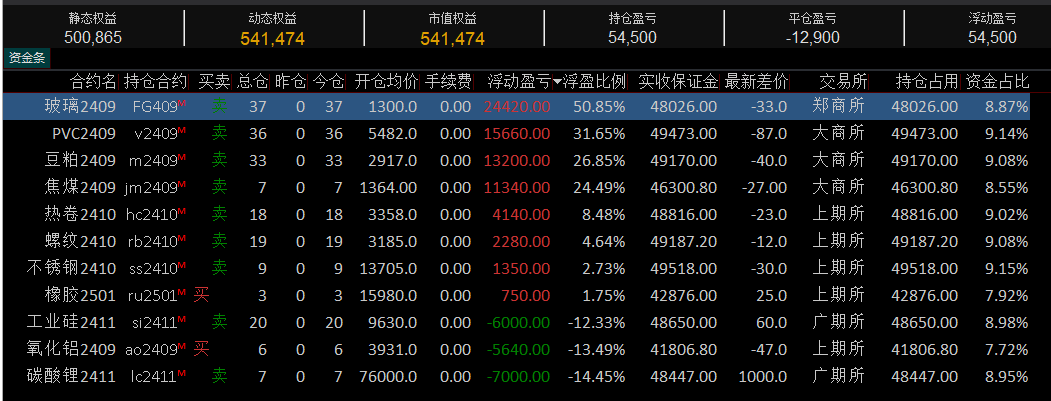 静态权益 动态权益 市值权益 持仓盈亏 平仓盈亏 浮动盈亏
500,865 541,474 541,474 54,500 -12,900 54,500
资金条
合约名 持仓合约 买卖 总仓 昨仓 今仓 开仓均价 手续费 浮动盈亏 浮盈比例 实收保证金 最新差价 交易所 持仓占用 资金占比
玻璃2409 FG409M 卖 37 0 37 1300.0 0.00 24420.00 50.85% 48026.00 -33.0 郑商所 48026.00 8.87%
PVC2409 v2409M 卖 36 0 36 5482.0 0.00 15660.00 31.65% 49473.00 -87.0 大商所 49473.00 9.14%
豆粕2409 m2409M 卖 33 0 33 2917.0 0.00 13200.00 26.85% 49170.00 -40.0 大商所 49170.00 9.08%
焦煤2409 jm2409M 卖 7 0 7 1364.00 0.00 11340.00 24.49% 46300.80 -27.00 大商所 46300.80 8.55%
热卷2410 hc2410M 卖 18 0 18 3358.0 0.00 4140.00 8.48% 48816.00 -23.0 上期所 48816.00 9.02%
螺纹2410 rb2410M 卖 19 0 19 3185.0 0.00 2280.00 4.64% 49187.20 -12.0 上期所 49187.20 9.08%
不锈钢2410 ss2410M 卖 9 0 9 13705.0 0.00 1350.00 2.73% 49518.00 -30.0 上期所 49518.00 9.15%
橡胶2501 ru2501M 买 3 0 3 15980.0 0.00 750.00 1.75% 42876.00 25.0 上期所 42876.00 7.92%
工业硅2411 si2411M 卖 20 0 20 9630.0 0.00 -6000.00 -12.33% 48650.00 60.0 广期所 48650.00 8.98%
氧化铝2409 ao2409M 买 6 0 6 3931.0 0.00 -5640.00 -13.49% 41806.80 -47.0 上期所 41806.80 7.72%
碳酸锂2411 lc2411M 卖 7 0 7 76000.0 0.00 -7000.00 -14.45% 48447.00 1000.0 广期所 48447.00 8.95%